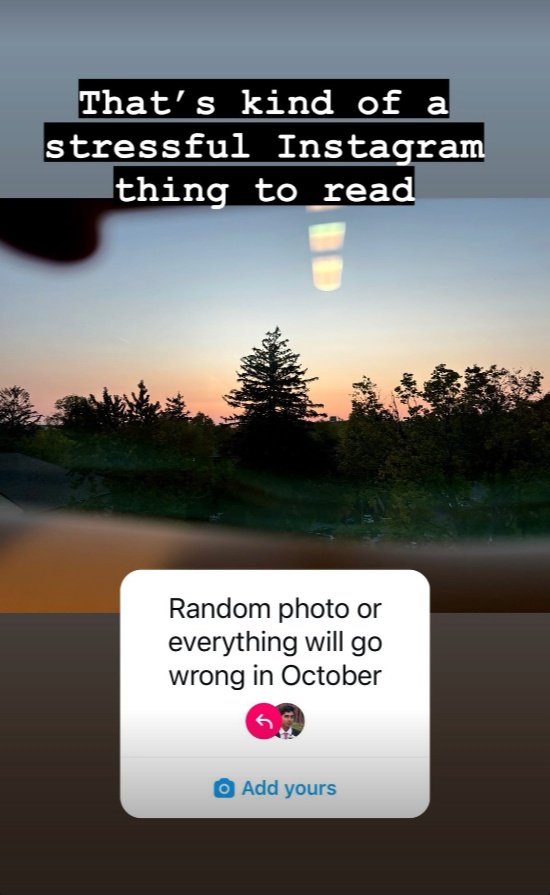 That’s kind of a
stressful Instagram
thing to read
Random photo or
everything will go
wrong in October
Add yours